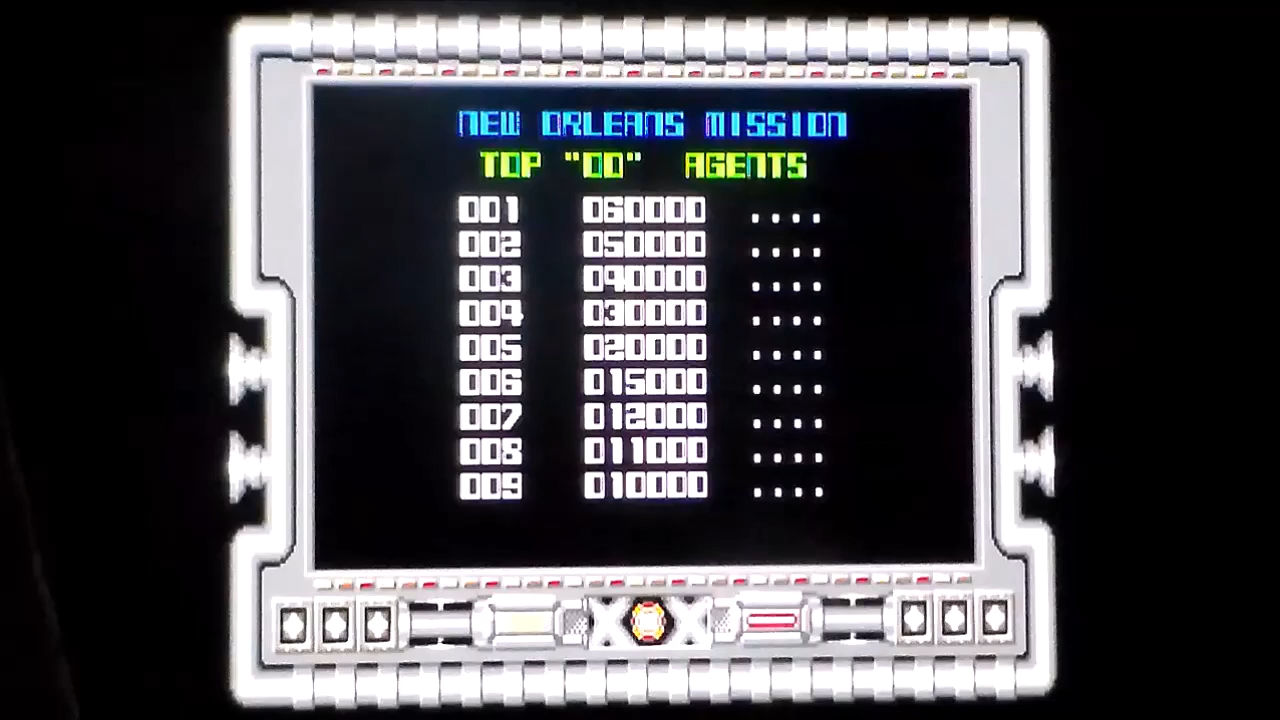 NEW ORLEANS MISSION
TOP "00" AGENTS
001 060000 ....
002 050000 ....
003 040000 ....
004 030000 ....
005 020000 ....
006 015000 ....
007 012000 ....
008 011000 ....
009 010000 ....